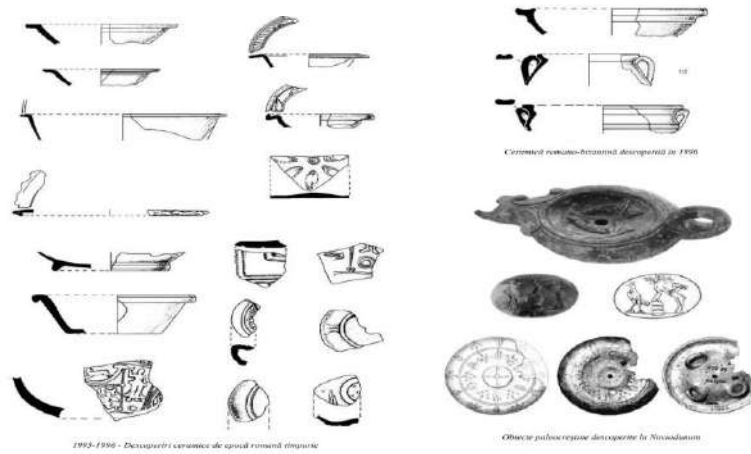 1995-1996 - Descoperiri ceramice de epocă romană timpurie
Ceramică romano-bizantină descoperită în 1996
Obiecte paleocreștine descoperite la Noviodunum